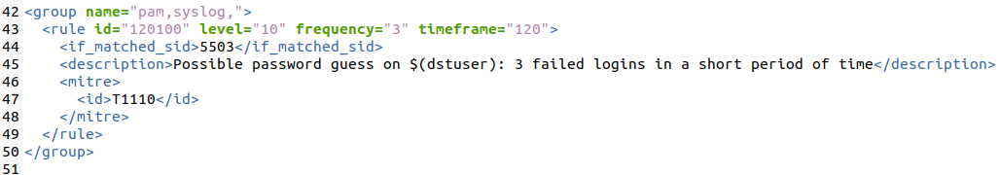 42 <group name="pam,syslog,">
43   <rule id="120100" level="10" frequency="3" timeframe="120">
44     <if_matched_sid>5503</if_matched_sid>
45     <description>Possible password guess on $(dstuser): 3 failed logins in a short period of time</description>
46     <mitre>
47       <id>T1110</id>
48     </mitre>
49   </rule>
50 </group>
51